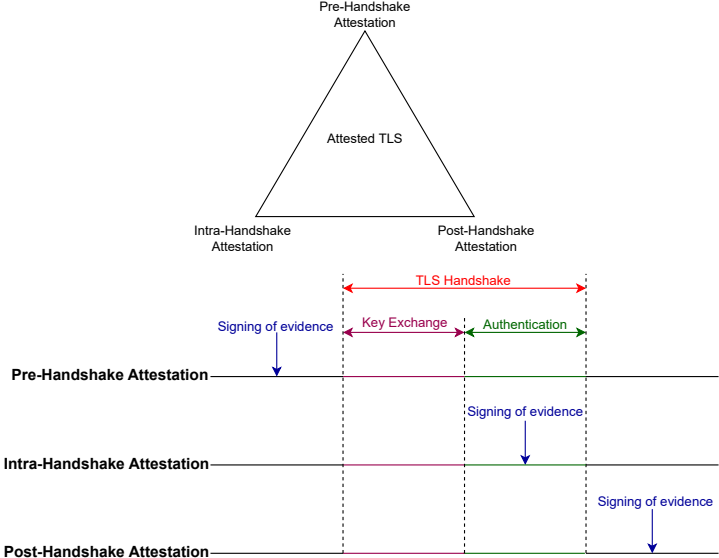 Pre-Handshake
Attestation
Attested TLS
Intra-Handshake
Attestation
Post-Handshake
Attestation
TLS Handshake
Key Exchange
Authentication
Signing of evidence
Pre-Handshake Attestation
Signing of evidence
Intra-Handshake Attestation
Signing of evidence
Post-Handshake Attestation